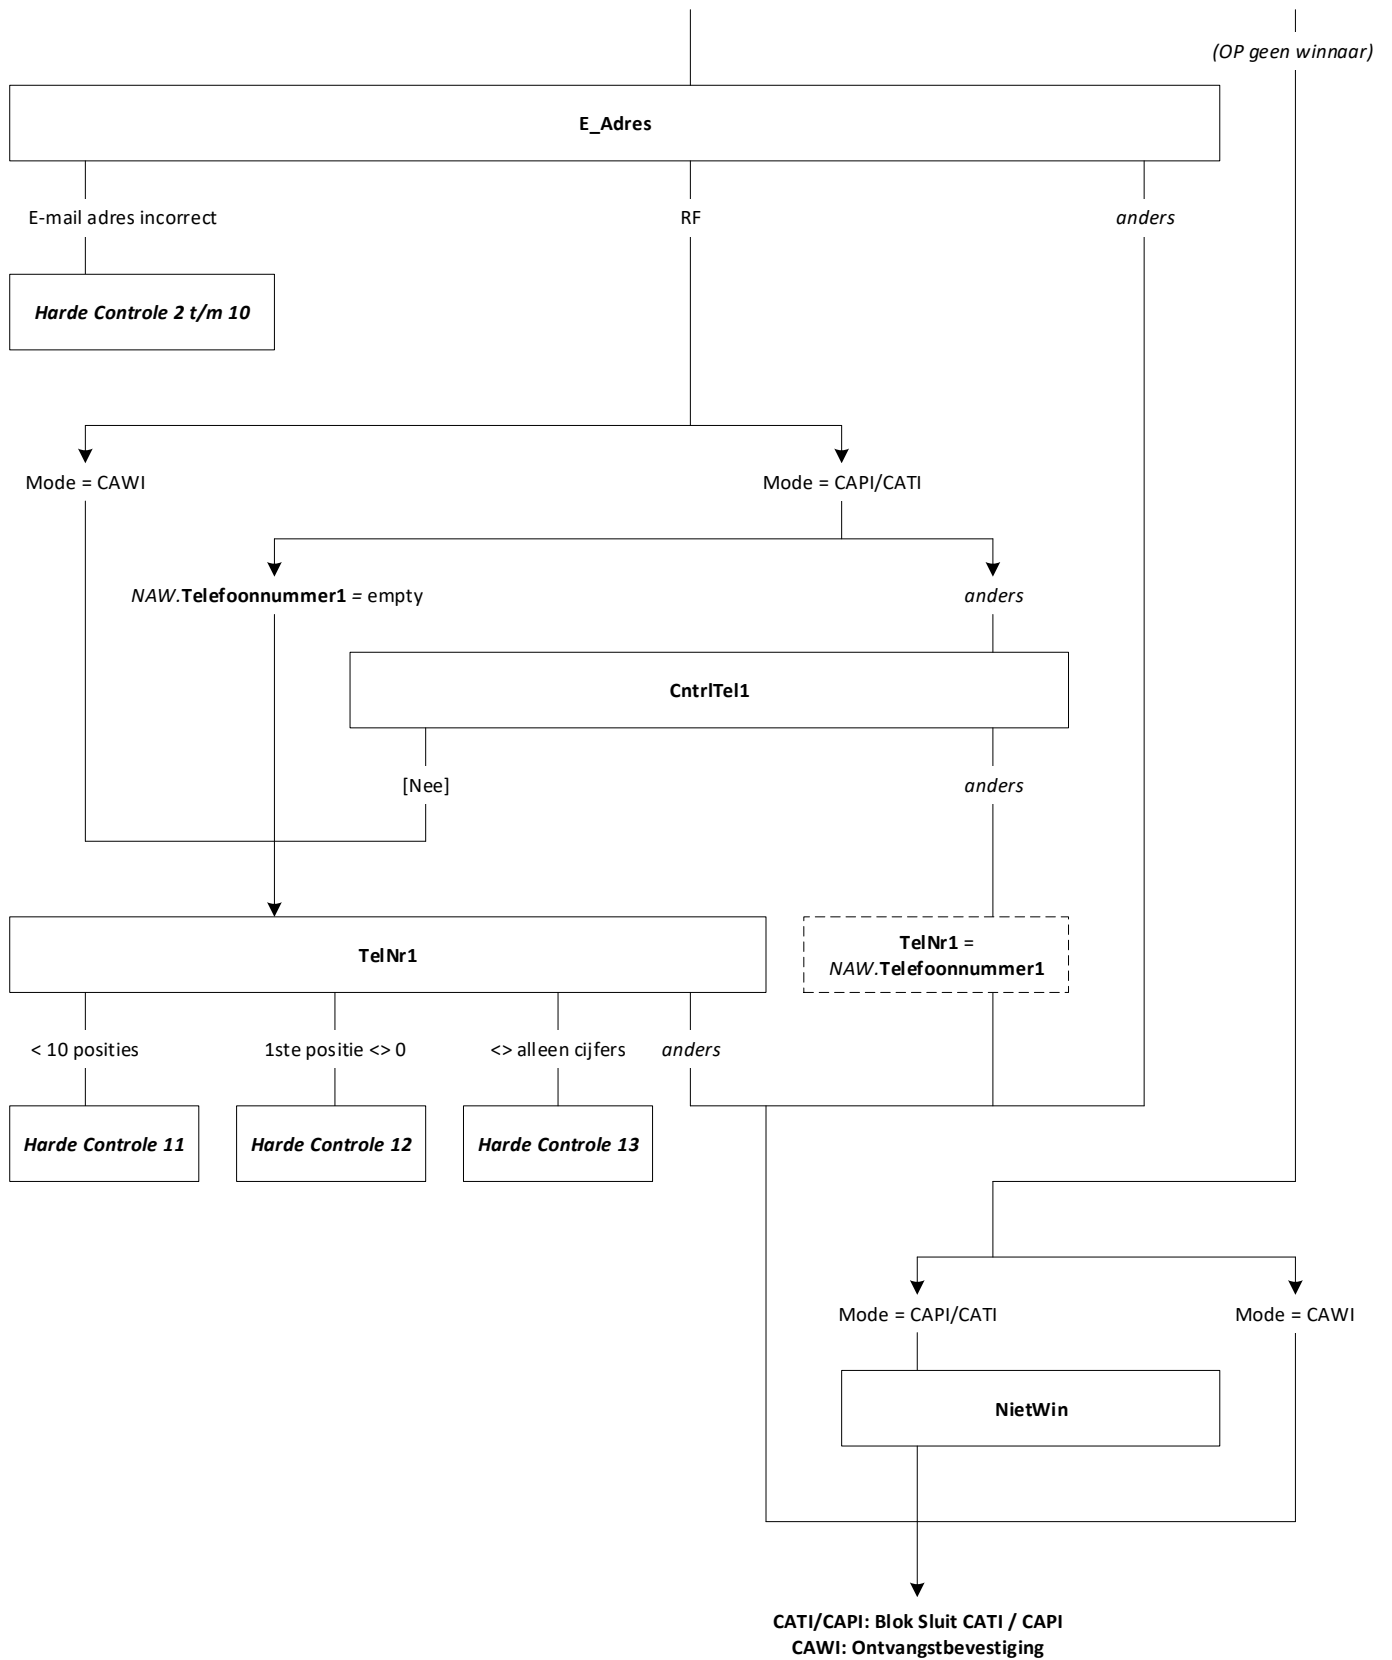 (OP geen winnaar)
E_Adres
E-mail adres incorrect
RF
anders
Harde Controle 2 t/m 10
Mode = CAWI
Mode = CAPI/CATI
NAW.Telefoonnummer1 = empty
anders
CntrlTel1
[Nee]
anders
TelNr1
TelNr1 =
NAW.Telefoonnummer1
< 10 posities
1ste positie <> 0
<> alleen cijfers
anders
Harde Controle 11
Harde Controle 12
Harde Controle 13
Mode = CAPI/CATI
Mode = CAWI
NietWin
CATI/CAPI: Blok Sluit CATI / CAPI
CAWI: Ontvangstbevestiging